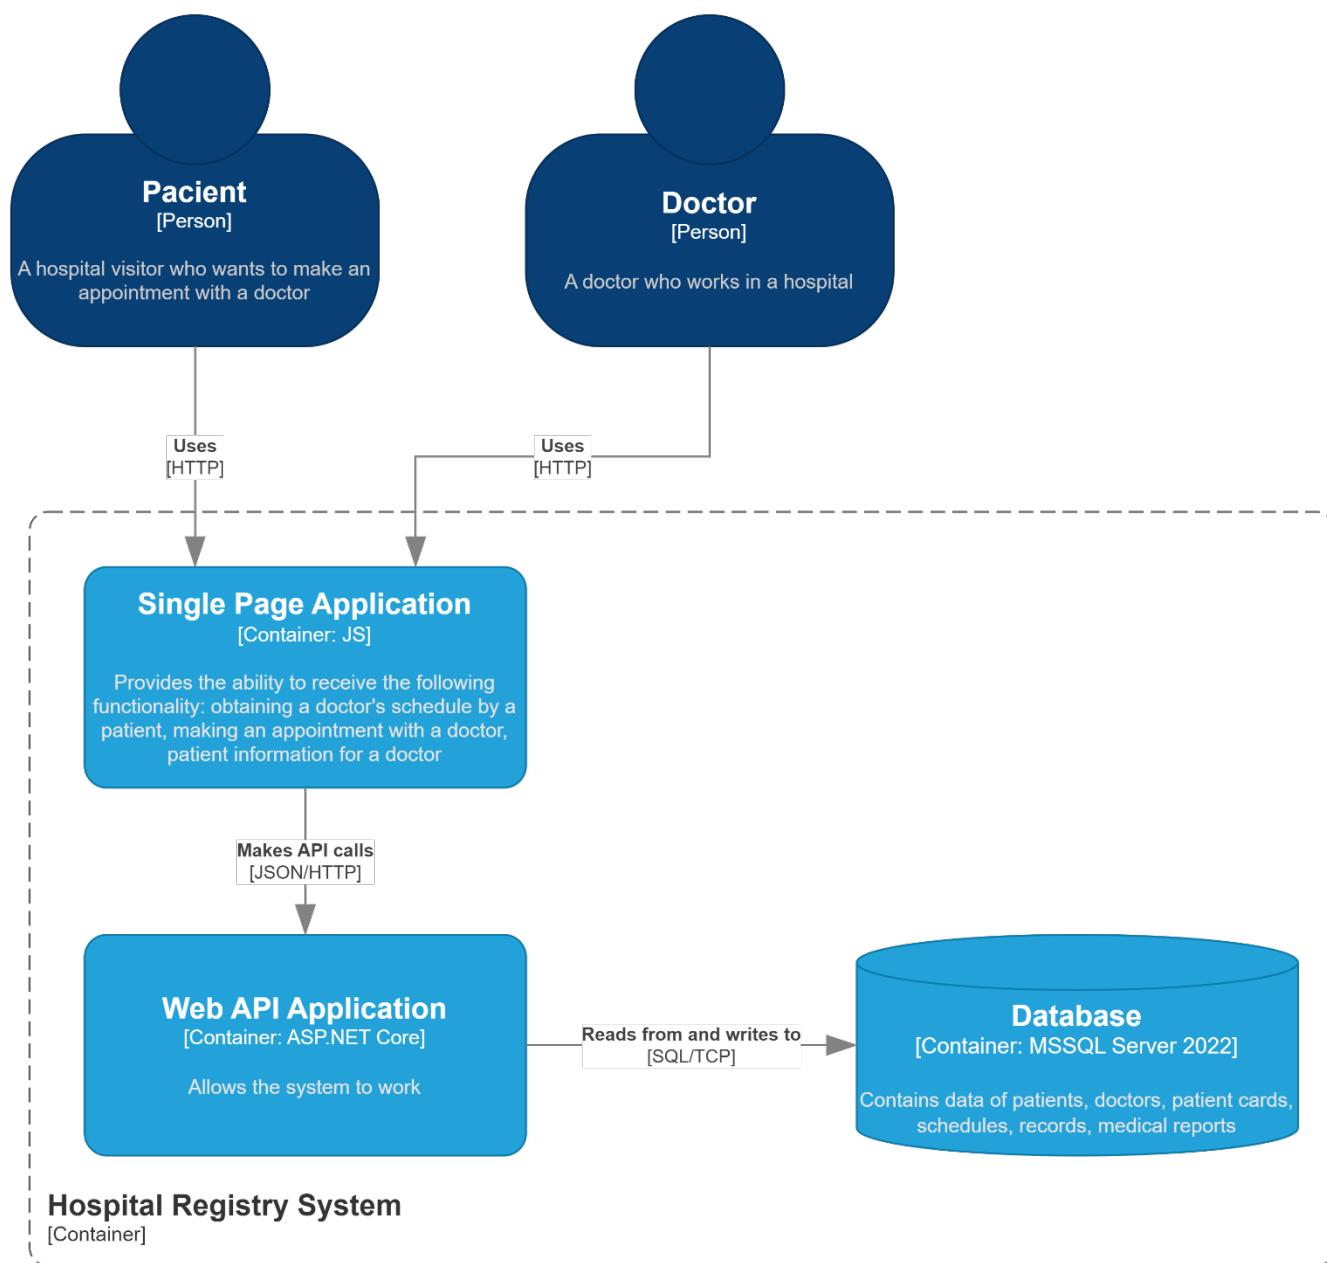 Pacient
[Person]
A hospital visitor who wants to make an
appointment with a doctor
Doctor
[Person]
A doctor who works in a hospital
Uses
[HTTP]
Uses
[HTTP]
Single Page Application
[Container: JS]
Provides the ability to receive the following
functionality: obtaining a doctor's schedule by a
patient, making an appointment with a doctor,
patient information for a doctor
Makes API calls
[JSON/HTTP]
Web API Application
[Container: ASP.NET Core]
Allows the system to work
Reads from and writes to
[SQL/TCP]
Database
[Container: MSSQL Server 2022]
Contains data of patients, doctors, patient cards,
schedules, records, medical reports
Hospital Registry System
[Container]